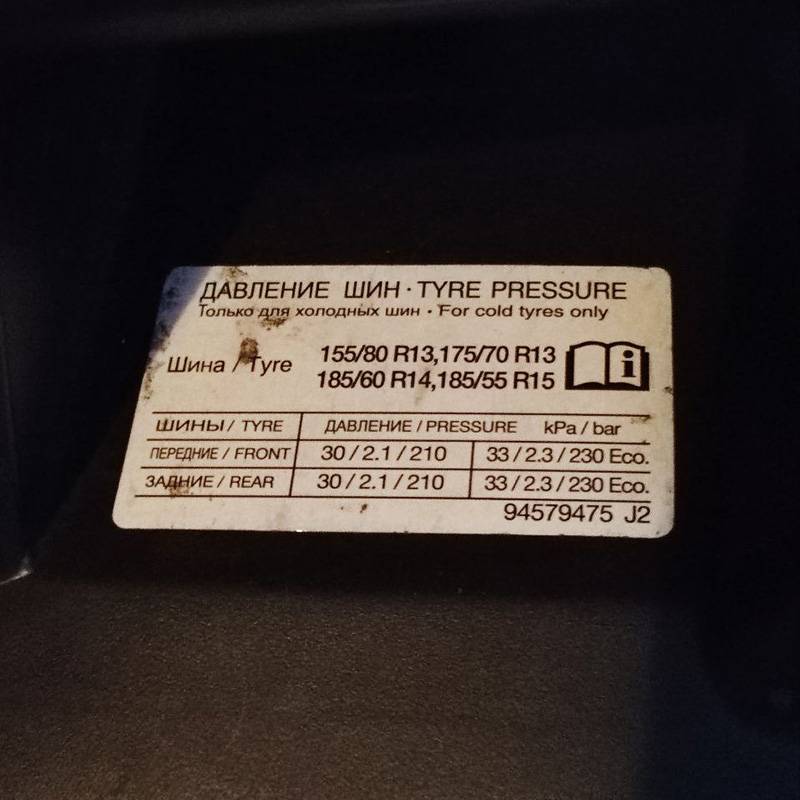 ДАВЛЕНИЕ ШИН · TYRE PRESSURE
Только для холодных шин · For cold tyres only
Шина / Tyre 155/80 R13,175/70 R13
185/60 R14,185/55 R15
i
ШИНЫ / TYRE ДАВЛЕНИЕ / PRESSURE kPa / bar
ПЕРЕДНИЕ / FRONT 30 / 2.1 / 210 33 / 2.3 / 230 Eco.
ЗАДНИЕ / REAR 30 / 2.1 / 210 33 / 2.3 / 230 Eco.
94579475 J2